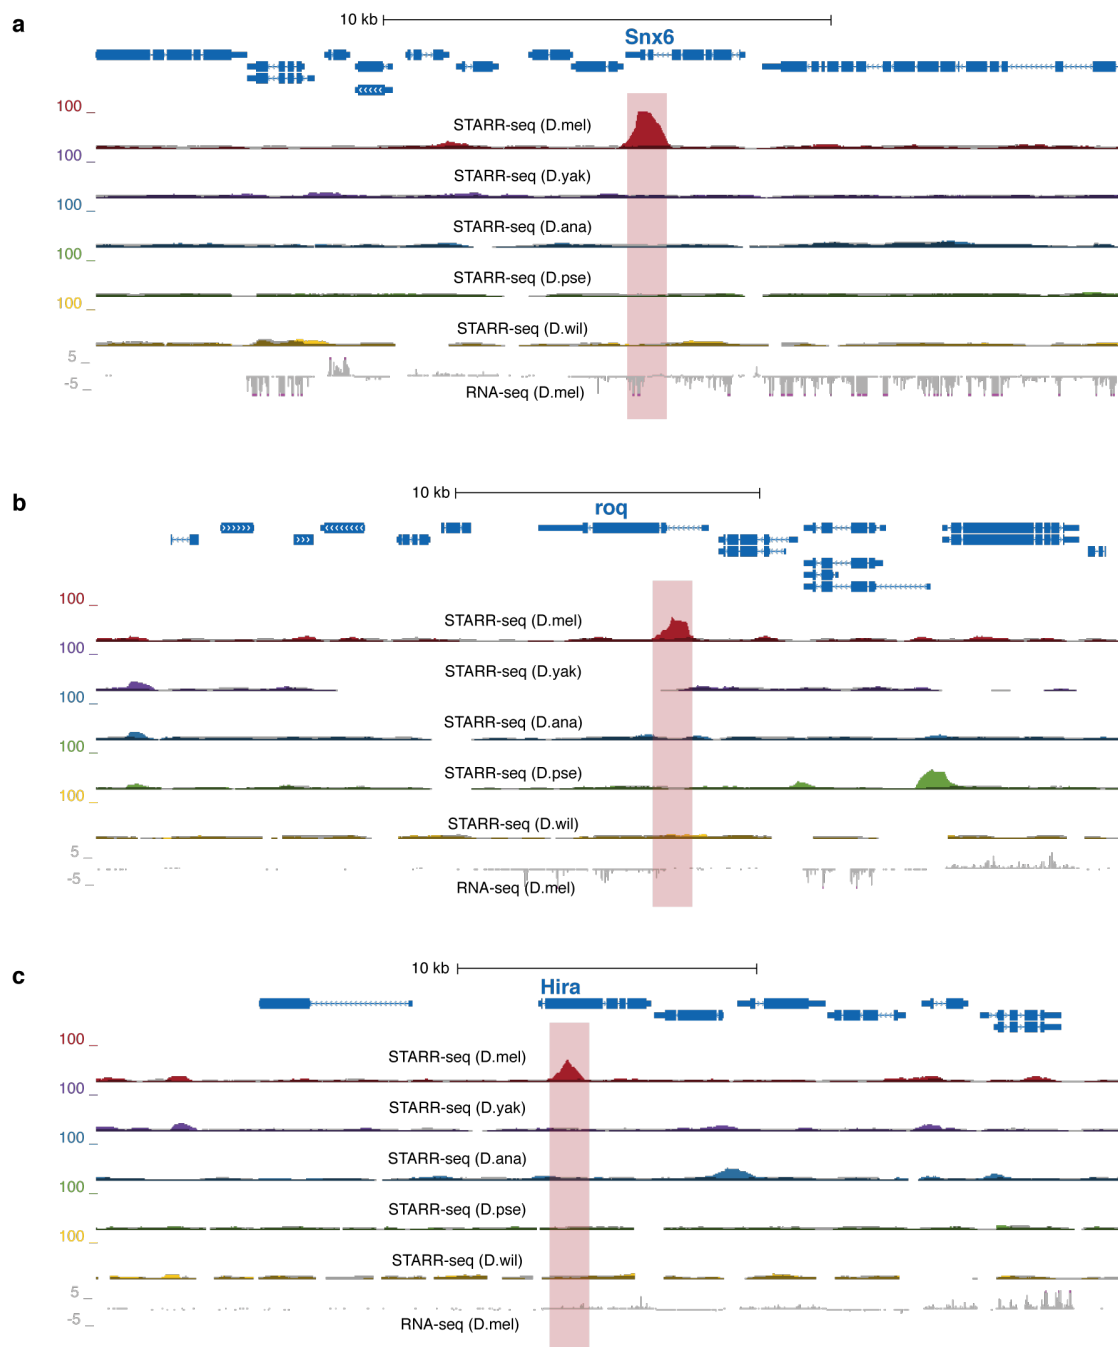 a
10 kb
Snx6
100
STARR-seq (D.mel)
100
STARR-seq (D.yak)
100
STARR-seq (D.ana)
100
STARR-seq (D.pse)
100
STARR-seq (D.wil)
5
-5
RNA-seq (D.mel)
b
10 kb
roq
100
STARR-seq (D.mel)
100
STARR-seq (D.yak)
100
STARR-seq (D.ana)
100
STARR-seq (D.pse)
100
STARR-seq (D.wil)
5
-5
RNA-seq (D.mel)
c
10 kb
Hira
100
STARR-seq (D.mel)
100
STARR-seq (D.yak)
100
STARR-seq (D.ana)
100
STARR-seq (D.pse)
100
STARR-seq (D.wil)
5
-5
RNA-seq (D.mel)